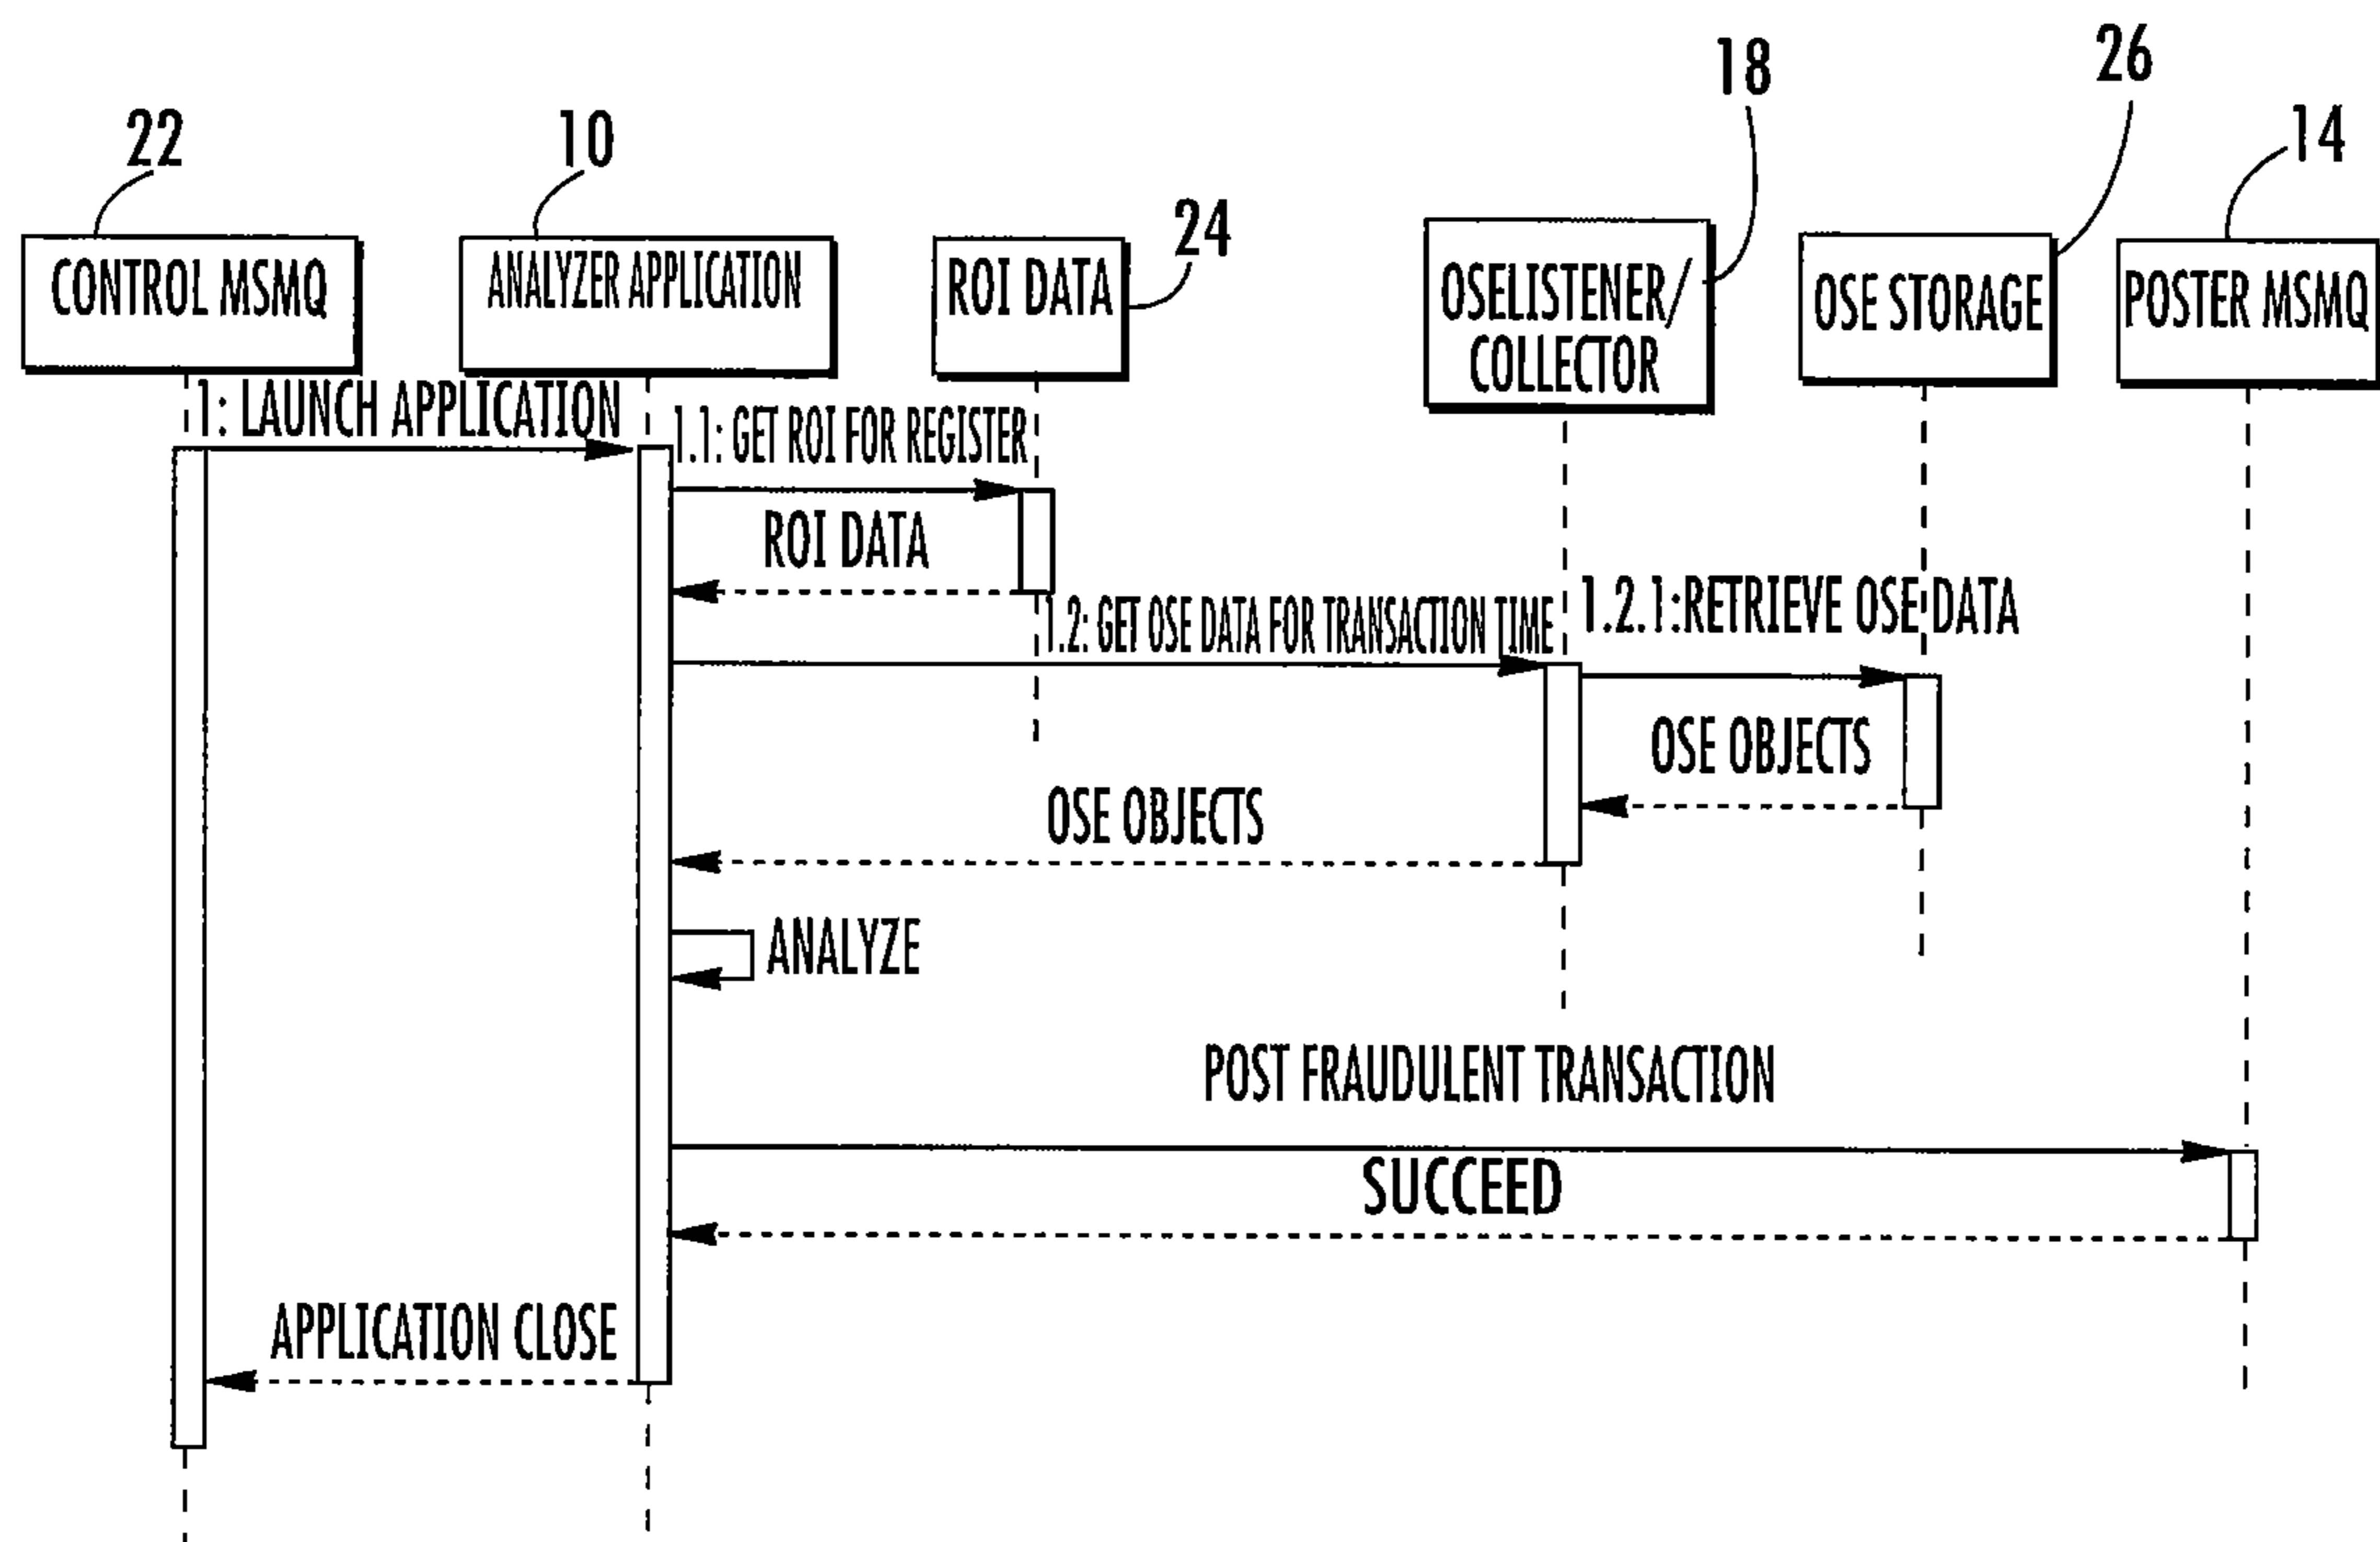 22
10
24
18
26
14
CONTROL MSMQ
ANALYZER APPLICATION
ROI DATA
OSELISTENER/
COLLECTOR
OSE STORAGE
POSTER MSMQ
1: LAUNCH APPLICATION
1.1: GET ROI FOR REGISTER
ROI DATA
1.2: GET OSE DATA FOR TRANSACTION TIME
1.2.1:RETRIEVE OSE DATA
OSE OBJECTS
OSE OBJECTS
ANALYZE
POST FRAUDULENT TRANSACTION
SUCCEED
APPLICATION CLOSE